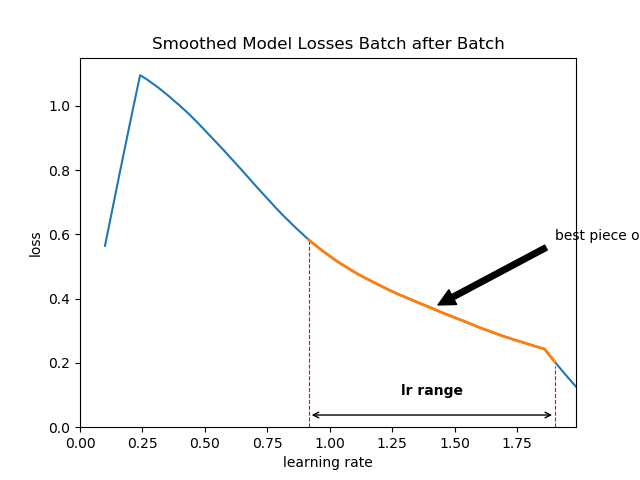 Smoothed Model Losses Batch after Batch
1.0
0.8
0.6
0.4
0.2
0.0
loss
best piece o
lr range
0.00 0.25 0.50 0.75 1.00 1.25 1.50 1.75
learning rate